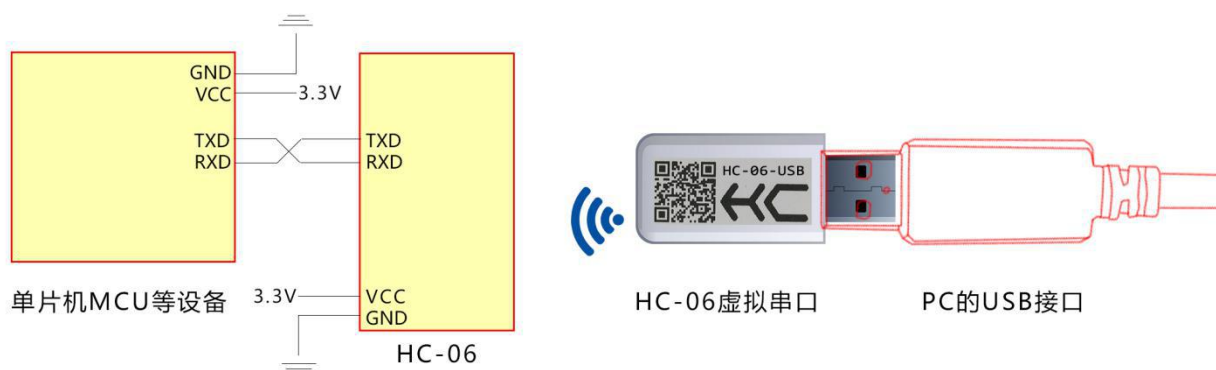 GND
VCC
3.3V
TXD
RXD
TXD
RXD
单片机MCU等设备
3.3V
VCC
GND
HC-06
HC-06-USB
HC
HC-06虚拟串口
PC的USB接口